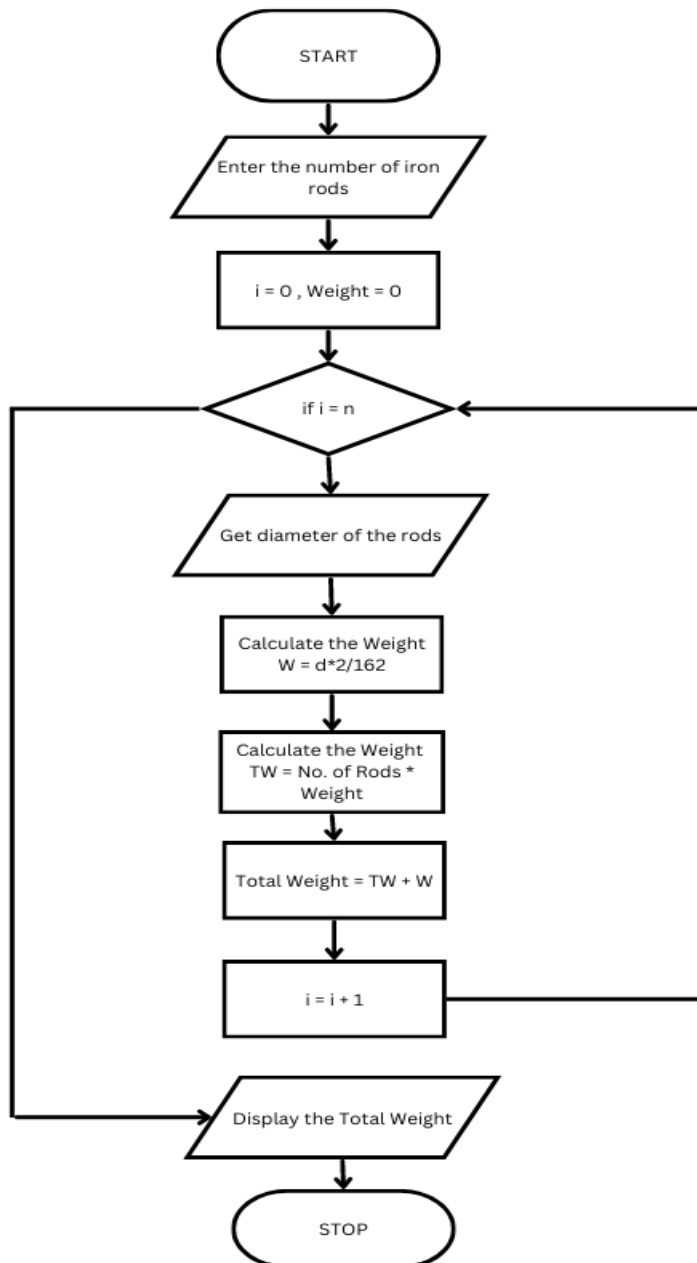 START
Enter the number of iron
rods
i = 0 , Weight = 0
if i = n
Get diameter of the rods
Calculate the Weight
W = d*2/162
Calculate the Weight
TW = No. of Rods *
Weight
Total Weight = TW + W
i = i + 1
Display the Total Weight
STOP